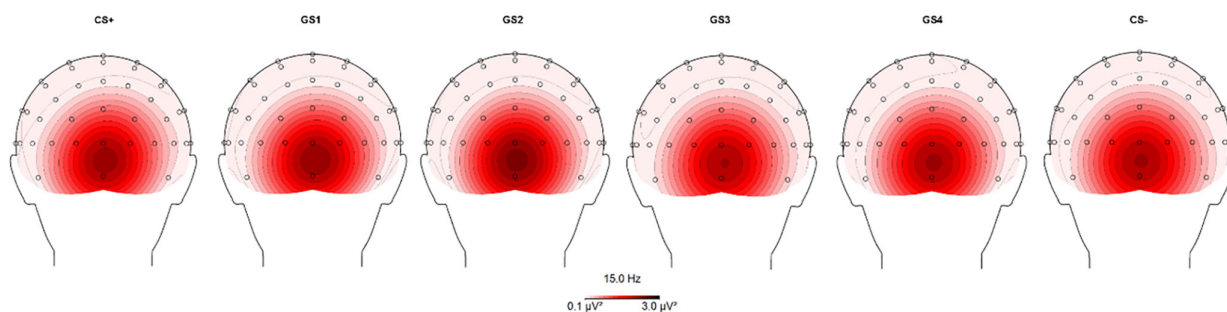 CS+ GS1 GS2 GS3 GS4 CS-
15.0 Hz
0.1 µV² 3.0 µV²